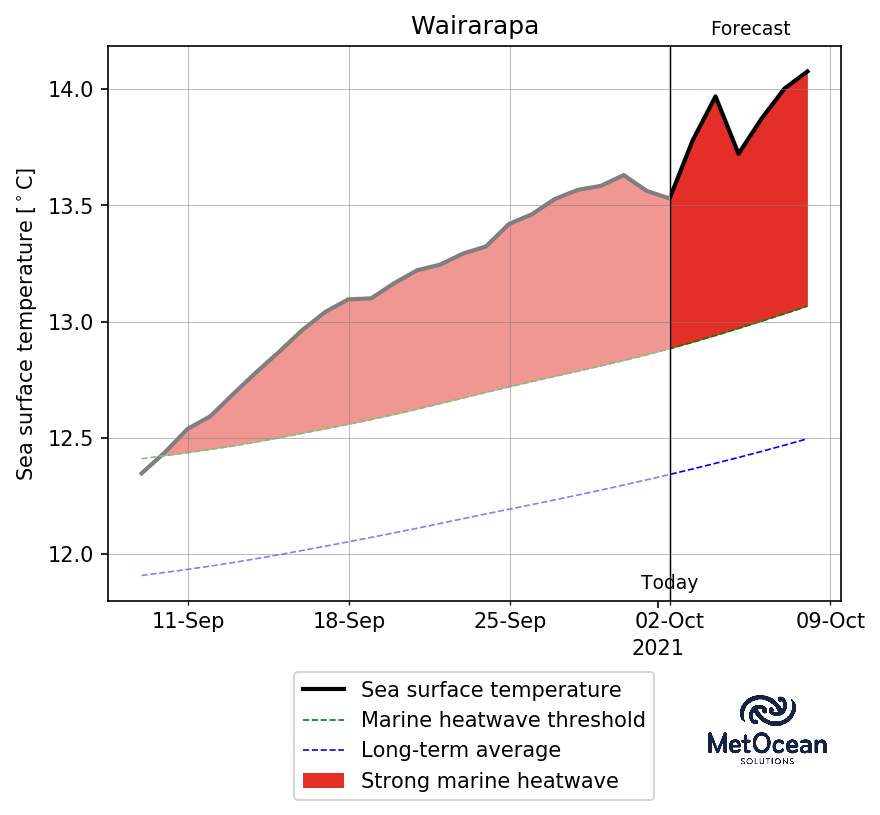 Wairarapa
Forecast
Sea surface temperature [°C]
14.0
13.5
13.0
12.5
12.0
Today
11-Sep
18-Sep
25-Sep
02-Oct
09-Oct
2021
Sea surface temperature
Marine heatwave threshold
Long-term average
Strong marine heatwave
MetOcean
SOLUTIONS